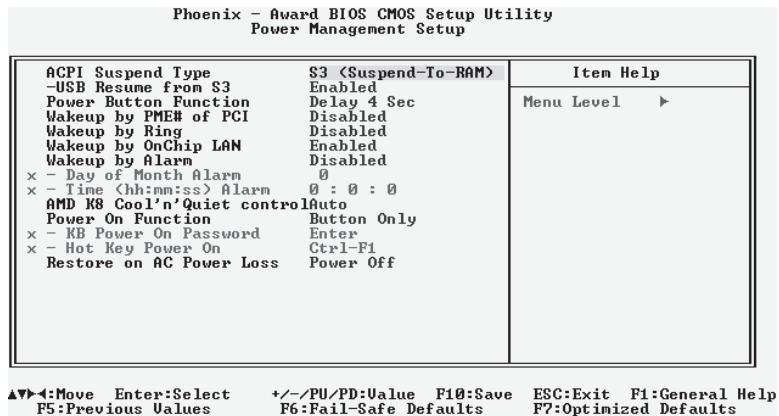 Phoenix - Award BIOS CMOS Setup Utility
Power Management Setup
ACPI Suspend Type S3 (Suspend-To-RAM) Item Help
-USB Resume from S3 Enabled
Power Button Function Delay 4 Sec Menu Level ▶
Wakeup by PME# of PCI Disabled
Wakeup by Ring Disabled
Wakeup by OnChip LAN Enabled
Wakeup by Alarm Disabled
x - Day of Month Alarm 0
x - Time (hh:mm:ss) Alarm 0 : 0 : 0
AMD K8 Cool'n'Quiet control Auto
Power On Function Button Only
x - KB Power On Password Enter
x - Hot Key Power On Ctrl-F1
Restore on AC Power Loss Power Off
▲▼▶◀:Move Enter:Select +/-/PU/PD:Value F10:Save ESC:Exit F1:General Help
F5:Previous Values F6:Fail-Safe Defaults F7:Optimized Defaults